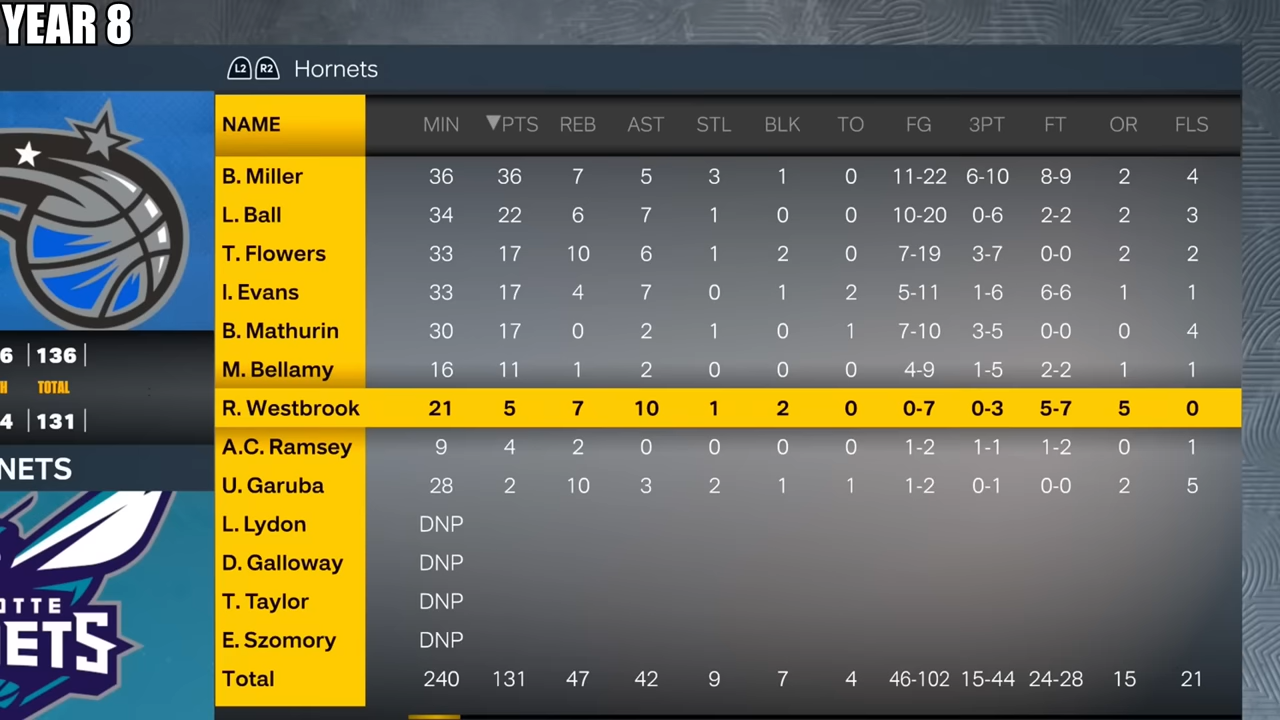 YEAR 8
L2 R2 Hornets
NAME MIN ▼PTS REB AST STL BLK TO FG 3PT FT OR FLS
B. Miller 36 36 7 5 3 1 0 11-22 6-10 8-9 2 4
L. Ball 34 22 6 7 1 0 0 10-20 0-6 2-2 2 3
T. Flowers 33 17 10 6 1 2 0 7-19 3-7 0-0 2 2
I. Evans 33 17 4 7 0 1 2 5-11 1-6 6-6 1 1
B. Mathurin 30 17 0 2 1 0 1 7-10 3-5 0-0 0 4
M. Bellamy 16 11 1 2 0 0 0 4-9 1-5 2-2 1 1
R. Westbrook 21 5 7 10 1 2 0 0-7 0-3 5-7 5 0
A.C. Ramsey 9 4 2 0 0 0 0 1-2 1-1 1-2 0 1
U. Garuba 28 2 10 3 2 1 1 1-2 0-1 0-0 2 5
L. Lydon DNP
D. Galloway DNP
T. Taylor DNP
E. Szomory DNP
Total 240 131 47 42 9 7 4 46-102 15-44 24-28 15 21
6 136
H TOTAL
4 131
NETS
OTTE
NETS